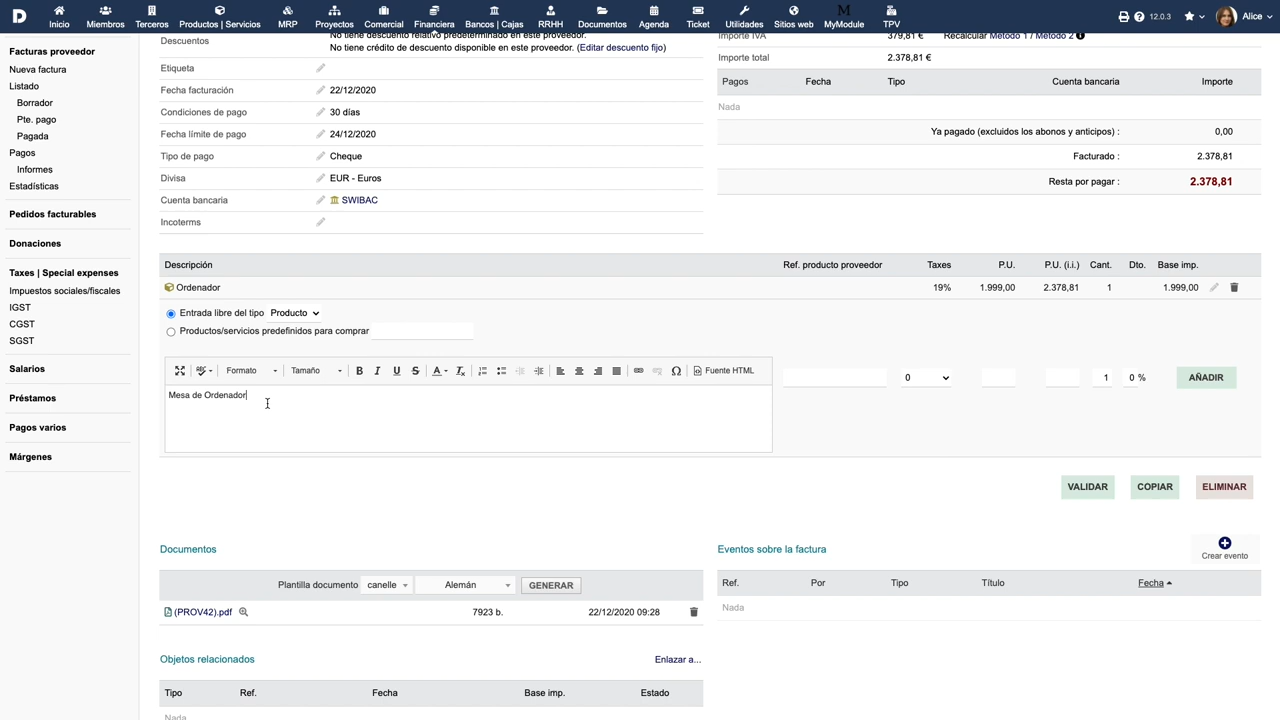 D Inicio Miembros Terceros Productos | Servicios MRP Proyectos Comercial Financiera Bancos | Cajas RRHH Documentos Agenda Ticket Utilidades Sitios web M MyModule TPV 12.0.3 Alice
Facturas proveedor
Nueva factura
Listado
Borrador
Pte. pago
Pagada
Pagos
Informes
Estadísticas
Pedidos facturables
Donaciones
Taxes | Special expenses
Impuestos sociales/fiscales
IGST
CGST
SGST
Salarios
Préstamos
Pagos varios
Márgenes
No tiene descuento relativo predeterminado en este proveedor.
Descuentos
No tiene crédito de descuento disponible en este proveedor. (Editar descuento fijo)
Etiqueta
Fecha facturación 22/12/2020
Condiciones de pago 30 días
Fecha límite de pago 24/12/2020
Tipo de pago Cheque
Divisa EUR - Euros
Cuenta bancaria SWIBAC
Incoterms
Importe IVA 379,81 € Recalcular Método 1 / Método 2
Importe total 2.378,81 €
Pagos Fecha Tipo Cuenta bancaria Importe
Nada
Ya pagado (excluidos los abonos y anticipos) : 0,00
Facturado : 2.378,81
Resta por pagar : 2.378,81
Descripción Ref. producto proveedor Taxes P.U. P.U. (i.i.) Cant. Dto. Base imp.
Ordenador 19% 1.999,00 2.378,81 1 1.999,00
Entrada libre del tipo Producto
Productos/servicios predefinidos para comprar
Formato Tamaño B I U S A Tx Ω Fuente HTML
0 1 0 % AÑADIR
Mesa de Ordenador
VALIDAR COPIAR ELIMINAR
Documentos
Plantilla documento canelle Alemán GENERAR
(PROV42).pdf 7923 b. 22/12/2020 09:28
Eventos sobre la factura Crear evento
Ref. Por Tipo Título Fecha
Nada
Objetos relacionados Enlazar a...
Tipo Ref. Fecha Base imp. Estado
Nada